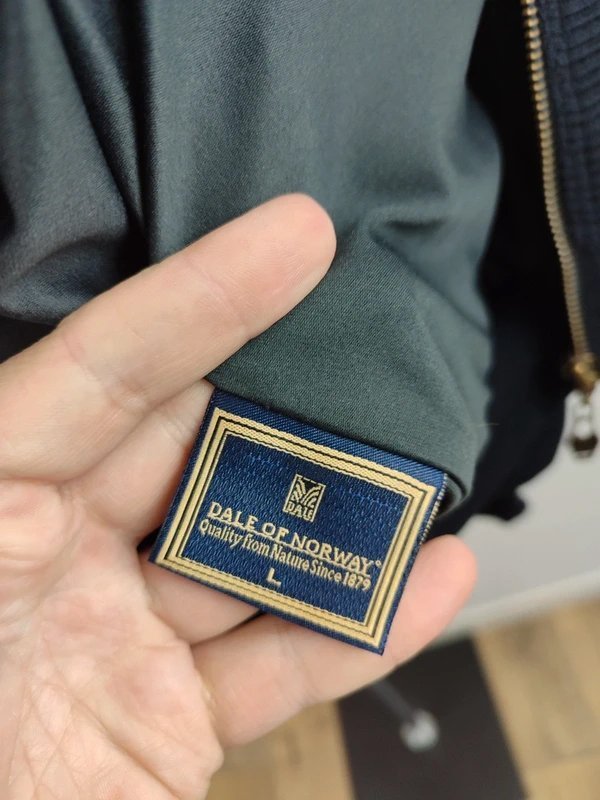 DALE
DALE OF NORWAY®
Quality from Nature Since 1879
L